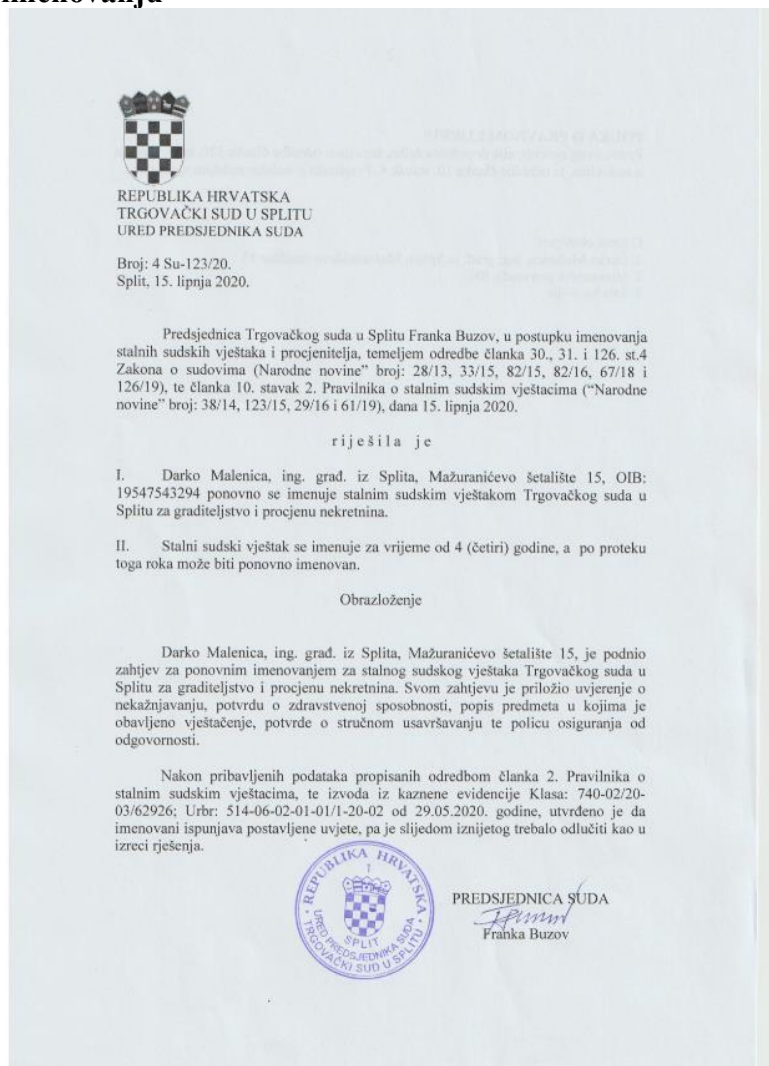 imenovanja
REPUBLIKA HRVATSKA
TRGOVAČKI SUD U SPLITU
URED PREDSJEDNIKA SUDA
Broj: 4 Su-123/20.
Split, 15. lipnja 2020.
Predsjednica Trgovačkog suda u Splitu Franka Buzov, u postupku imenovanja
stalnih sudskih vještaka i procjenitelja, temeljem odredbe članka 30., 31. i 126. st.4
Zakona o sudovima (Narodne novine” broj: 28/13, 33/15, 82/15, 82/16, 67/18 i
126/19), te članka 10. stavak 2. Pravilnika o stalnim sudskim vještacima (“Narodne
novine” broj: 38/14, 123/15, 29/16 i 61/19), dana 15. lipnja 2020.
r i j e š i l a  j e
I. Darko Malenica, ing. građ. iz Splita, Mažuranićevo šetalište 15, OIB:
19547543294 ponovno se imenuje stalnim sudskim vještakom Trgovačkog suda u
Splitu za graditeljstvo i procjenu nekretnina.
II. Stalni sudski vještak se imenuje za vrijeme od 4 (četiri) godine, a po proteku
toga roka može biti ponovno imenovan.
Obrazloženje
Darko Malenica, ing. građ. iz Splita, Mažuranićevo šetalište 15, je podnio
zahtjev za ponovnim imenovanjem za stalnog sudskog vještaka Trgovačkog suda u
Splitu za graditeljstvo i procjenu nekretnina. Svom zahtjevu je priložio uvjerenje o
nekažnjavanju, potvrdu o zdravstvenoj sposobnosti, popis predmeta u kojima je
obavljeno vještačenje, potvrde o stručnom usavršavanju te policu osiguranja od
odgovornosti.
Nakon pribavljenih podataka propisanih odredbom članka 2. Pravilnika o
stalnim sudskim vještacima, te izvoda iz kaznene evidencije Klasa: 740-02/20-
03/62926; Urbr: 514-06-02-01-01/1-20-02 od 29.05.2020. godine, utvrđeno je da
imenovani ispunjava postavljene uvjete, pa je slijedom iznijetog trebalo odlučiti kao u
izreci rješenja.
REPUBLIKA HRVATSKA
1
URED PREDSJEDNIKA SUDA
SPLIT
TRGOVAČKI SUD U SPLITU
PREDSJEDNICA SUDA
Franka Buzov